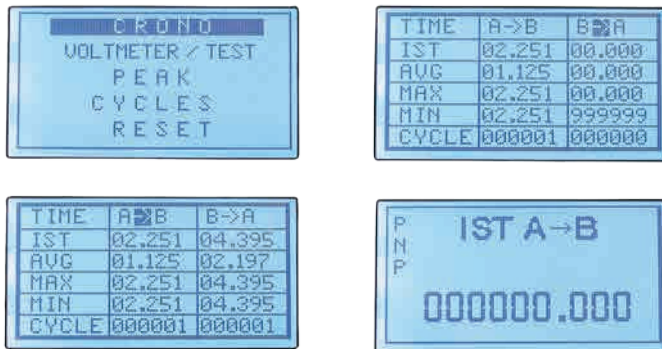 CRONO
VOLTMETER / TEST
PEAK
CYCLES
RESET
TIME A->B B->A
IST 02.251 00.000
AVG 01.125 00.000
MAX 02.251 00.000
MIN 02.251 999999
CYCLE 000001 000000
TIME A->B B->A
IST 02.251 04.395
AVG 01.125 02.197
MAX 02.251 04.395
MIN 02.251 04.395
CYCLE 000001 000001
PNP
IST A→B
000000.000